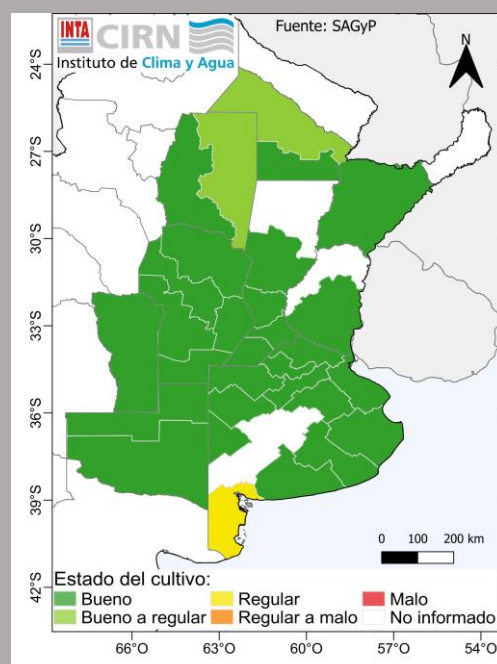 INTA CIRN
Instituto de Clima y Agua
Fuente: SAGyP
N
24°S
27°S
30°S
33°S
36°S
39°S
42°S
0 100 200 km
Estado del cultivo:
Bueno Regular Malo
Bueno a regular Regular a malo No informado
66°O 63°O 60°O 57°O 54°O